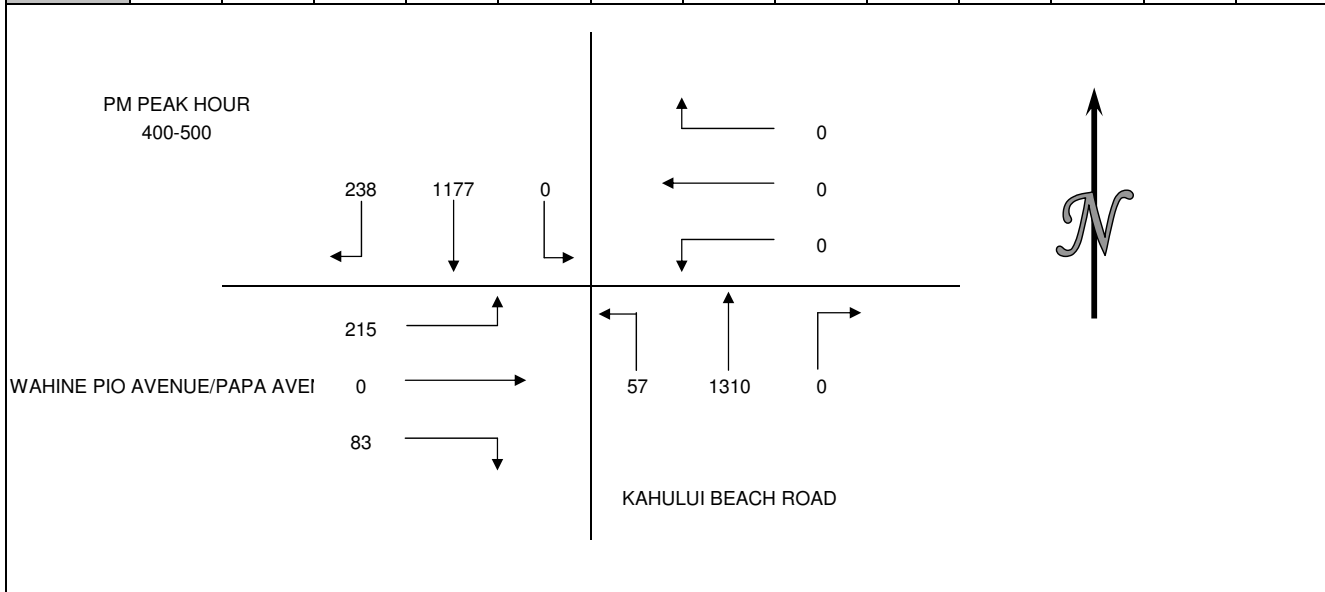 PM PEAK HOUR
400-500
0
238 1177 0 0
0
215
WAHINE PIO AVENUE/PAPA AVE 0 57 1310 0
83
KAHULUI BEACH ROAD
N